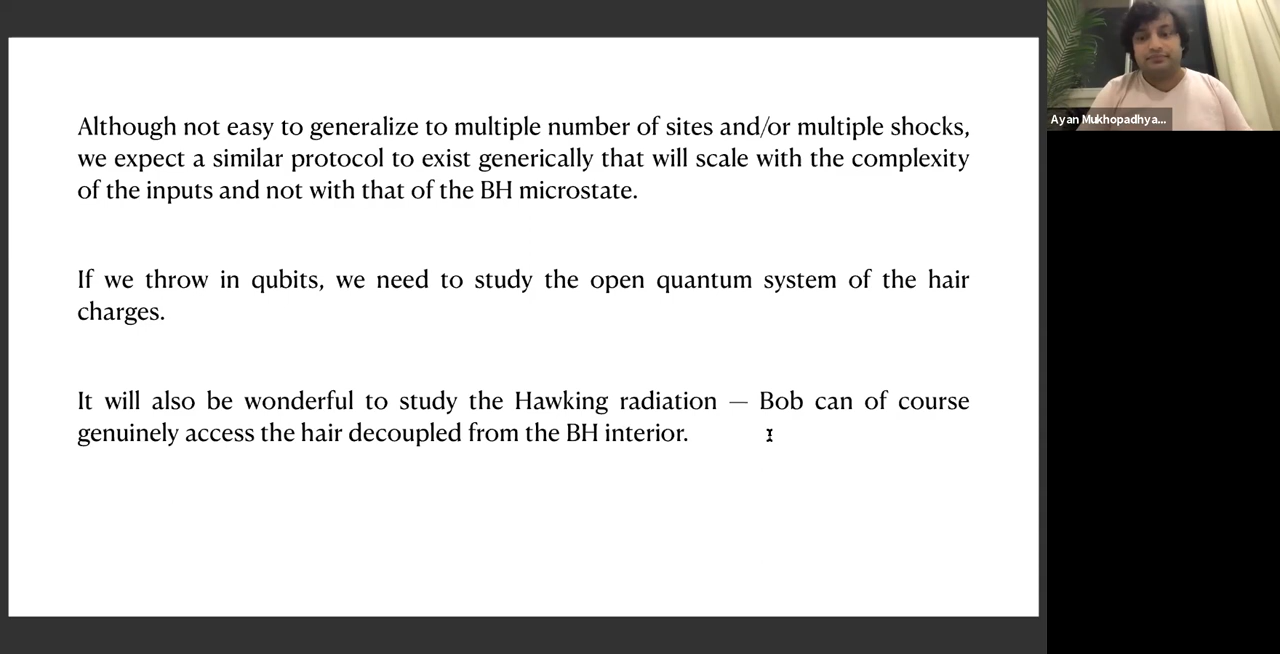 Although not easy to generalize to multiple number of sites and/or multiple shocks,
we expect a similar protocol to exist generically that will scale with the complexity
of the inputs and not with that of the BH microstate.
If we throw in qubits, we need to study the open quantum system of the hair
charges.
It will also be wonderful to study the Hawking radiation — Bob can of course
genuinely access the hair decoupled from the BH interior.
Ayan Mukhopadhya...